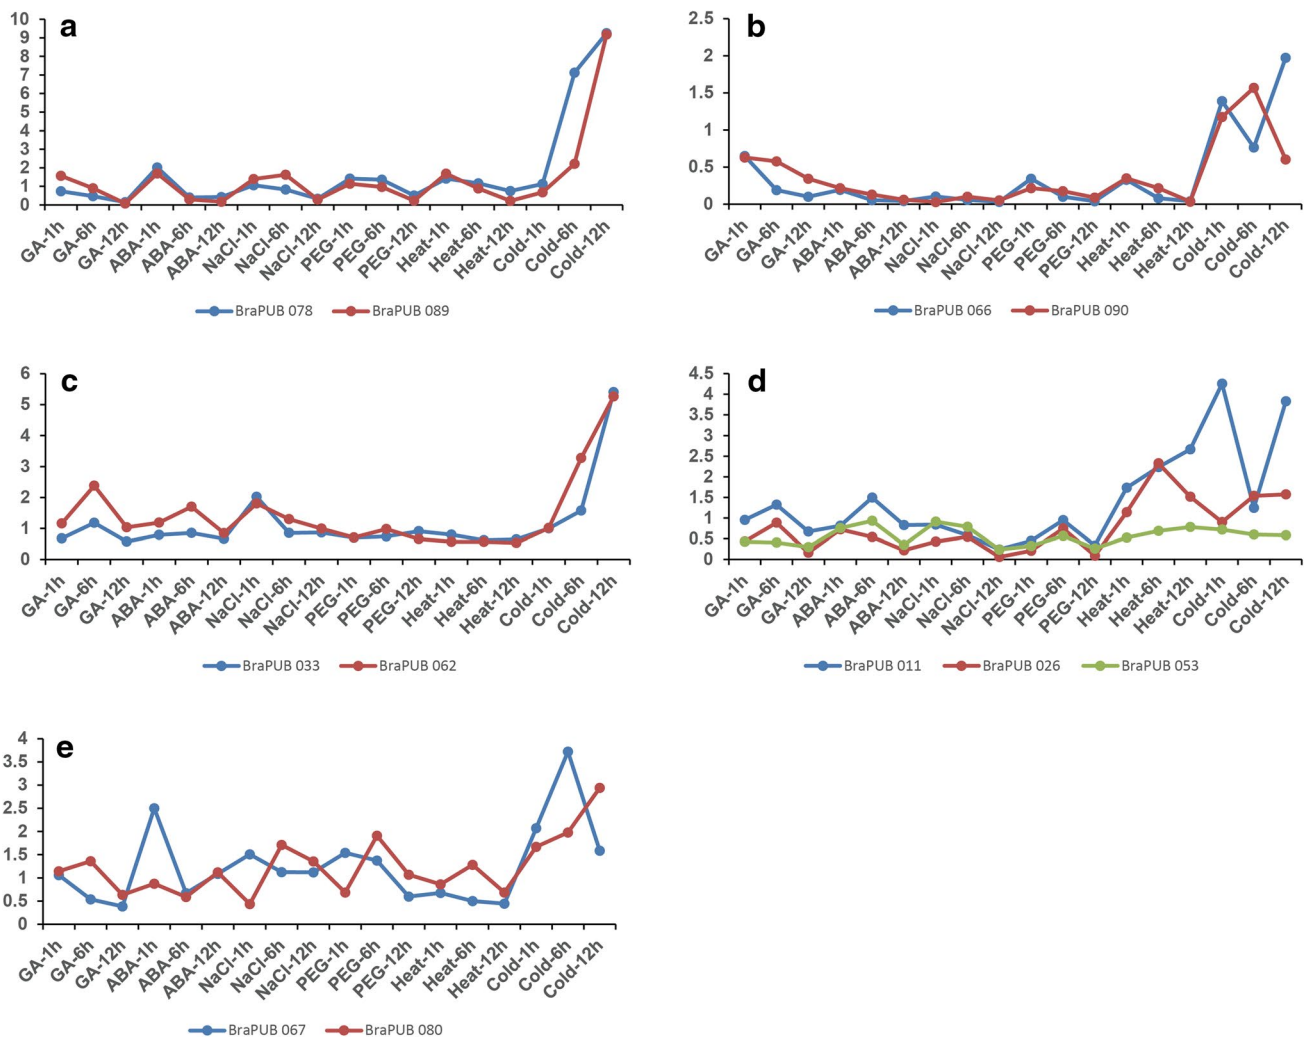 a
10
9
8
7
6
5
4
3
2
1
0
GA-1h GA-6h GA-12h ABA-1h ABA-6h ABA-12h NaCl-1h NaCl-6h NaCl-12h PEG-1h PEG-6h PEG-12h Heat-1h Heat-6h Heat-12h Cold-1h Cold-6h Cold-12h
BraPUB 078 BraPUB 089
b
2.5
2
1.5
1
0.5
0
GA-1h GA-6h GA-12h ABA-1h ABA-6h ABA-12h NaCl-1h NaCl-6h NaCl-12h PEG-1h PEG-6h PEG-12h Heat-1h Heat-6h Heat-12h Cold-1h Cold-6h Cold-12h
BraPUB 066 BraPUB 090
c
6
5
4
3
2
1
0
GA-1h GA-6h GA-12h ABA-1h ABA-6h ABA-12h NaCl-1h NaCl-6h NaCl-12h PEG-1h PEG-6h PEG-12h Heat-1h Heat-6h Heat-12h Cold-1h Cold-6h Cold-12h
BraPUB 033 BraPUB 062
d
4.5
4
3.5
3
2.5
2
1.5
1
0.5
0
GA-1h GA-6h GA-12h ABA-1h ABA-6h ABA-12h NaCl-1h NaCl-6h NaCl-12h PEG-1h PEG-6h PEG-12h Heat-1h Heat-6h Heat-12h Cold-1h Cold-6h Cold-12h
BraPUB 011 BraPUB 026 BraPUB 053
e
4
3.5
3
2.5
2
1.5
1
0.5
0
GA-1h GA-6h GA-12h ABA-1h ABA-6h ABA-12h NaCl-1h NaCl-6h NaCl-12h PEG-1h PEG-6h PEG-12h Heat-1h Heat-6h Heat-12h Cold-1h Cold-6h Cold-12h
BraPUB 067 BraPUB 080